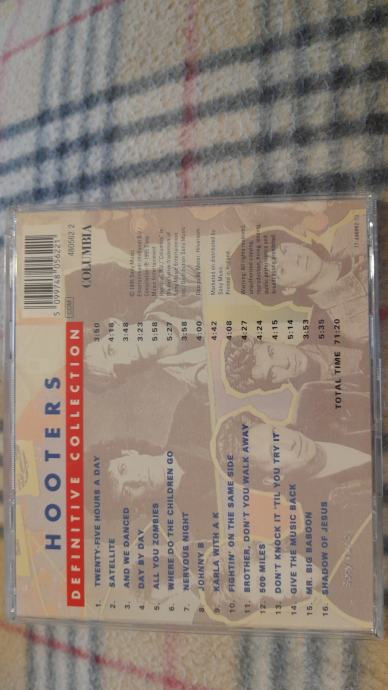 HOOTERS
DEFINITIVE COLLECTION
1. TWENTY-FIVE HOURS A DAY 3:50
2. SATELLITE 4:18
3. AND WE DANCED 3:48
4. DAY BY DAY 3:23
5. ALL YOU ZOMBIES 5:58
6. WHERE DO THE CHILDREN GO 5:27
7. NERVOUS NIGHT 3:58
8. JOHNNY B 4:00
9. KARLA WITH A K 4:42
10. FIGHTIN' ON THE SAME SIDE 4:08
11. BROTHER, DON'T YOU WALK AWAY 4:27
12. 500 MILES 4:24
13. DON'T KNOCK IT 'TIL YOU TRY IT 4:15
14. GIVE THE MUSIC BACK 5:14
15. MR. BIG BABOON 3:53
16. SHADOW OF JESUS 5:35
TOTAL TIME 71:20
5 099748 056221
480562 2
COLUMBIA